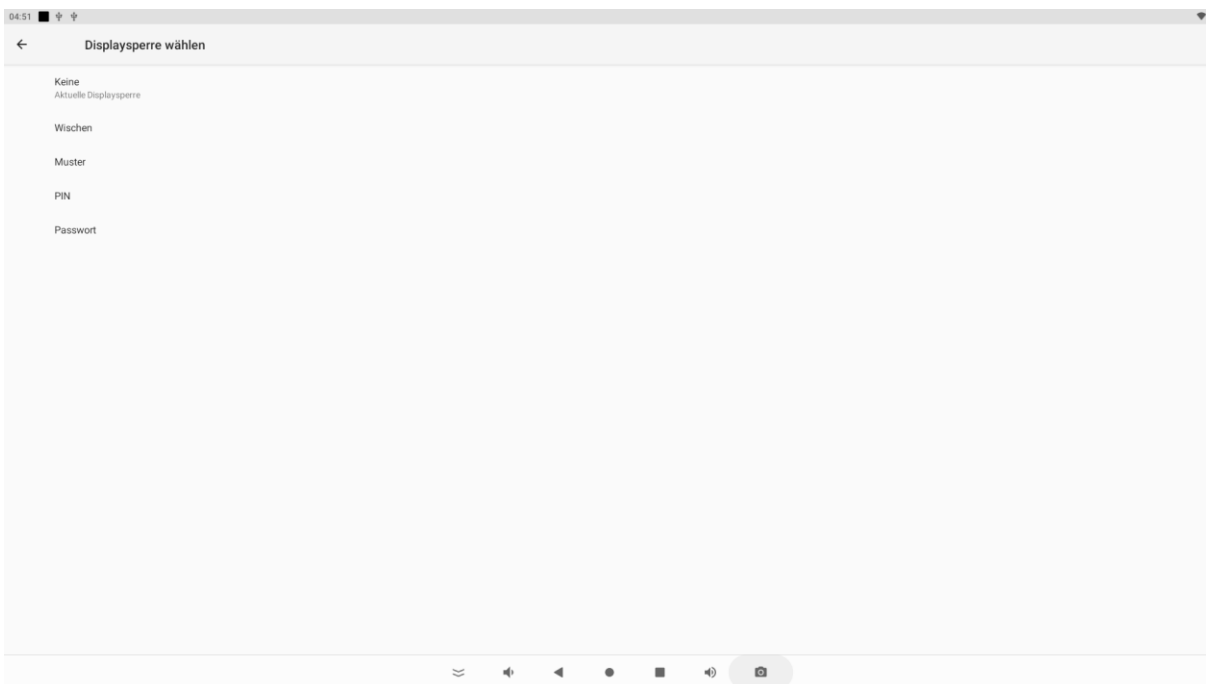 04:51
Displaysperre wählen
Keine
Aktuelle Displaysperre
Wischen
Muster
PIN
Passwort